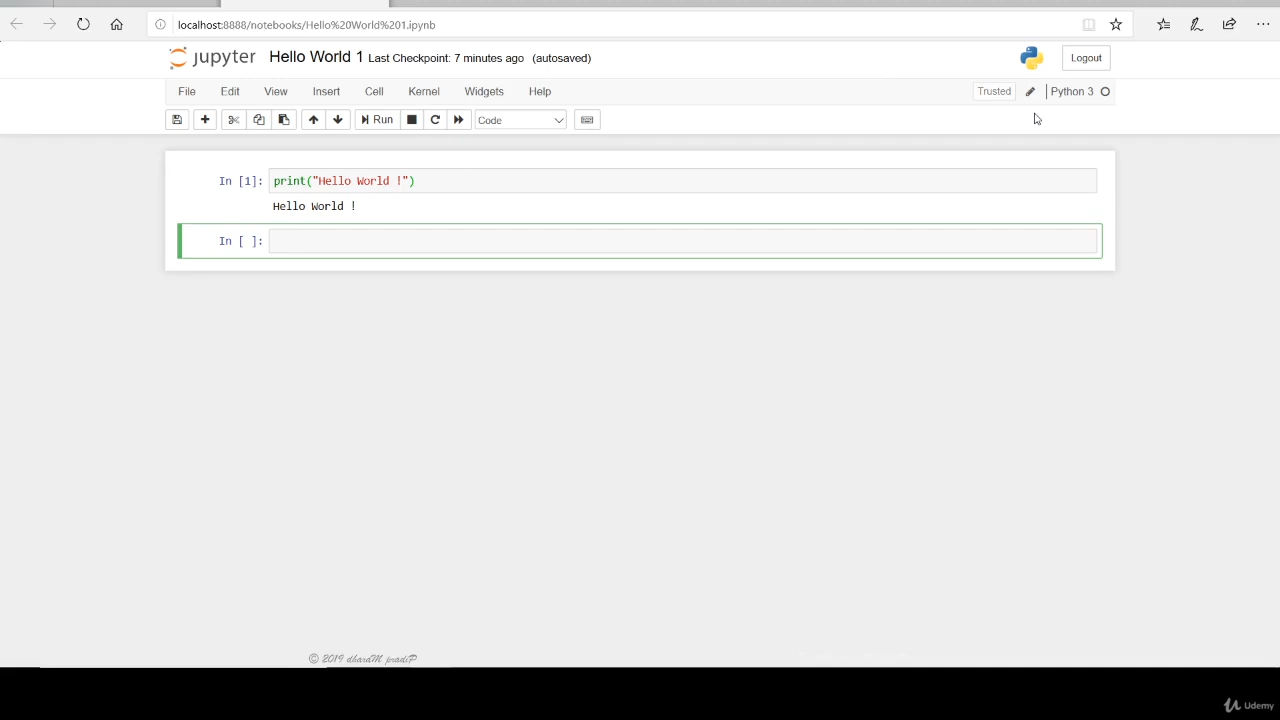 localhost:8888/notebooks/Hello%20World%201.ipynb
jupyter Hello World 1 Last Checkpoint: 7 minutes ago (autosaved) Logout
File Edit View Insert Cell Kernel Widgets Help Trusted Python 3
Run Code
In [1]: print("Hello World !")
Hello World !
In [ ]:
© 2019 dharaM pradiP
Udemy